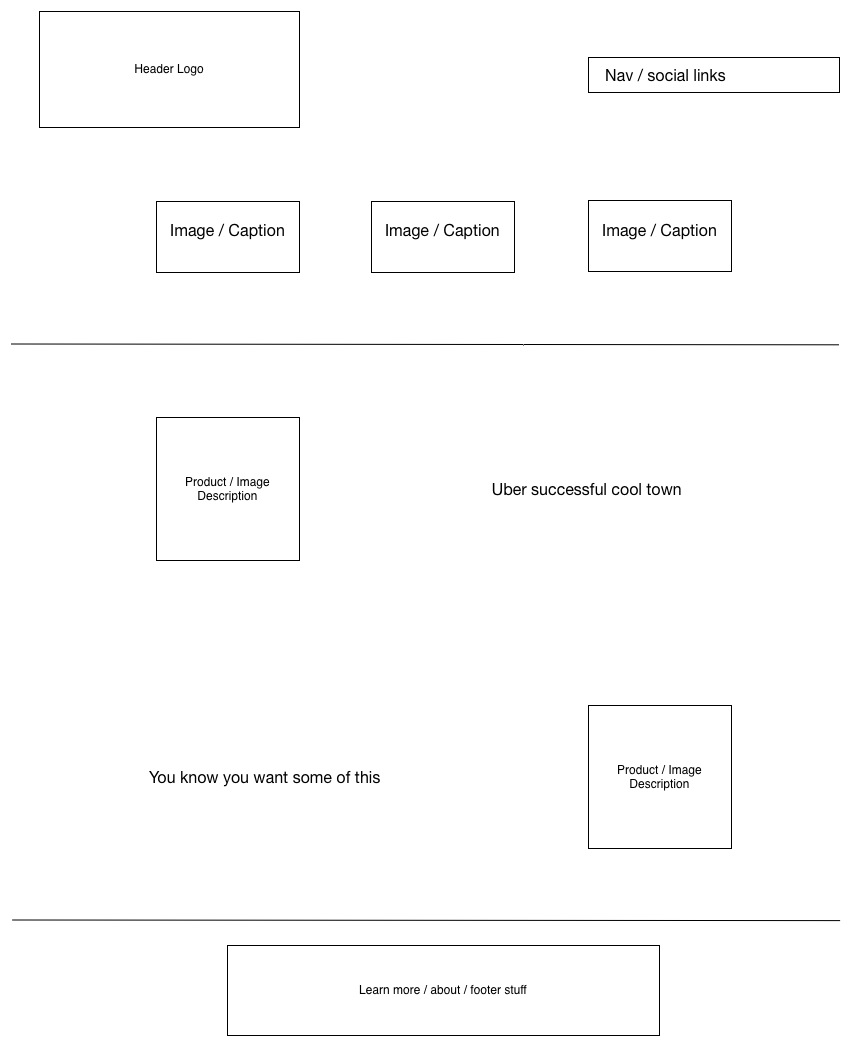 Header Logo
Nav / social links
Image / Caption
Image / Caption
Image / Caption
Product / Image
Description
Uber successful cool town
You know you want some of this
Product / Image
Description
Learn more / about / footer stuff